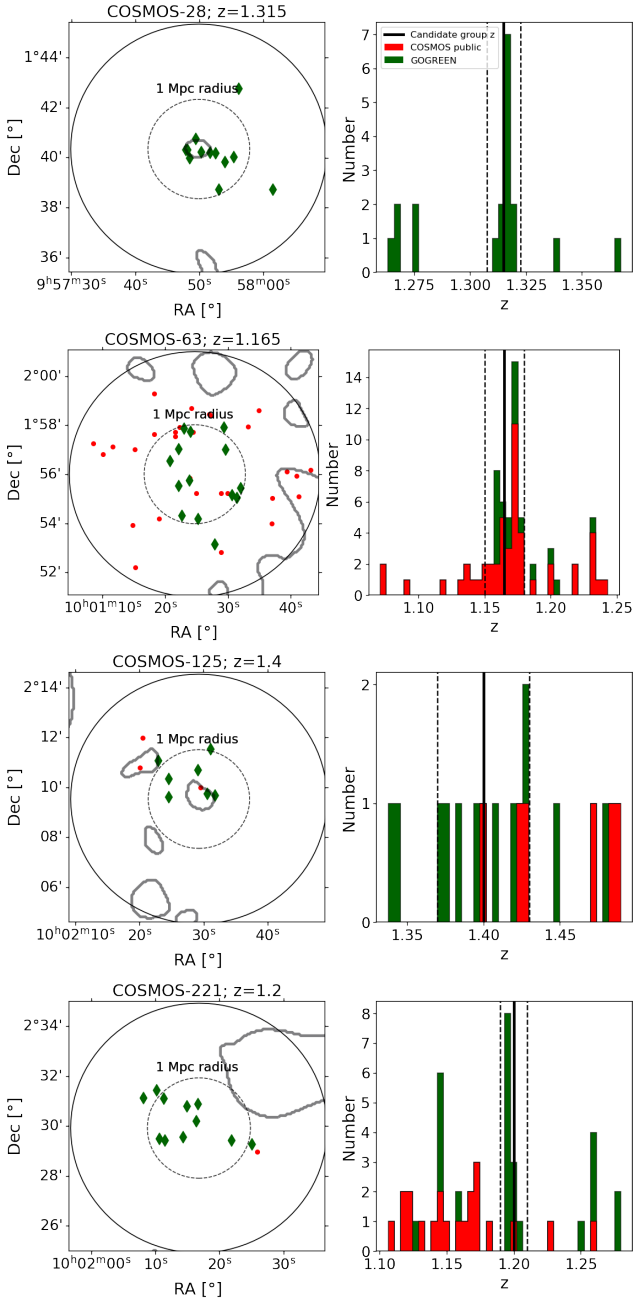 COSMOS-28; z=1.315
1°44'
42'
40'
38'
36'
Dec [°]
1 Mpc radius
9ʰ57ᵐ30ˢ 40ˢ 50ˢ 58ᵐ00ˢ
RA [°]
Candidate group z
COSMOS public
GOGREEN
7
6
5
4
3
2
1
0
Number
1.275 1.300 1.325 1.350
z
COSMOS-63; z=1.165
2°00'
1°58'
56'
54'
52'
Dec [°]
1 Mpc radius
10ʰ01ᵐ10ˢ 20ˢ 30ˢ 40ˢ
RA [°]
14
12
10
8
6
4
2
0
Number
1.10 1.15 1.20 1.25
z
COSMOS-125; z=1.4
2°14'
12'
10'
08'
06'
Dec [°]
1 Mpc radius
10ʰ02ᵐ10ˢ 20ˢ 30ˢ 40ˢ
RA [°]
2
1
0
Number
1.35 1.40 1.45
z
COSMOS-221; z=1.2
2°34'
32'
30'
28'
26'
Dec [°]
1 Mpc radius
10ʰ02ᵐ00ˢ 10ˢ 20ˢ 30ˢ
RA [°]
8
7
6
5
4
3
2
1
0
Number
1.10 1.15 1.20 1.25
z